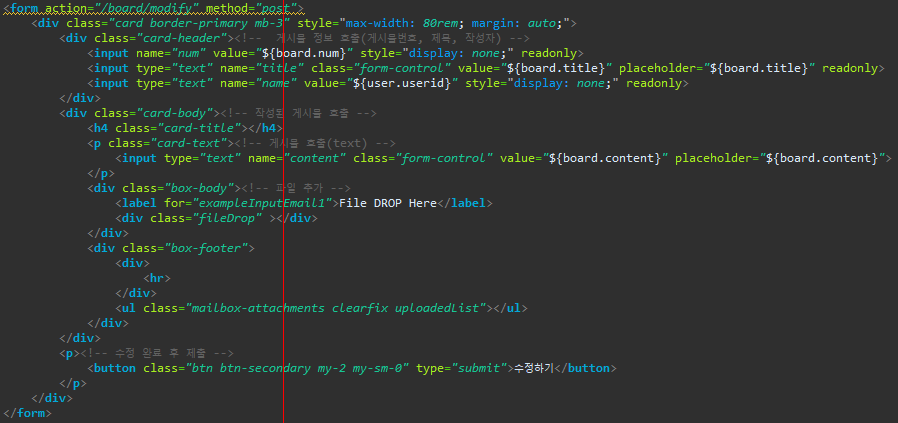 <form action="/board/modify" method="post">
<div class="card border-primary mb-3" style="max-width: 80rem; margin: auto;">
<div class="card-header"><!--  게시물 정보 호출(게시물번호, 제목, 작성자) -->
<input name="num" value="${board.num}" style="display: none;" readonly>
<input type="text" name="title" class="form-control" value="${board.title}" placeholder="${board.title}" readonly>
<input type="text" name="name" value="${user.userid}" style="display: none;" readonly>
</div>
<div class="card-body"><!-- 작성된 게시물 호출 -->
<h4 class="card-title"></h4>
<p class="card-text"><!-- 게시물 호출(text) -->
<input type="text" name="content" class="form-control" value="${board.content}" placeholder="${board.content}">
</p>
<div class="box-body"><!-- 파일 추가 -->
<label for="exampleInputEmail1">File DROP Here</label>
<div class="fileDrop" ></div>
</div>
<div class="box-footer">
<div>
<hr>
</div>
<ul class="mailbox-attachments clearfix uploadedList"></ul>
</div>
</div>
<p><!-- 수정 완료 후 제출 -->
<button class="btn btn-secondary my-2 my-sm-0" type="submit">수정하기</button>
</p>
</div>
</form>